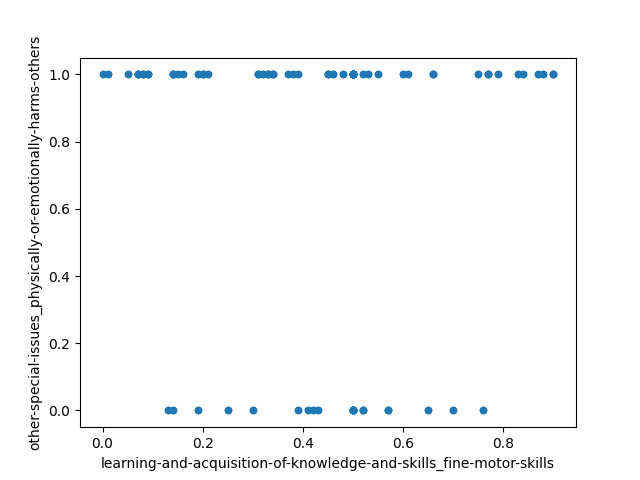 other-special-issues_physically-or-emotionally-harms-others
1.0
0.8
0.6
0.4
0.2
0.0
0.0 0.2 0.4 0.6 0.8
learning-and-acquisition-of-knowledge-and-skills_fine-motor-skills